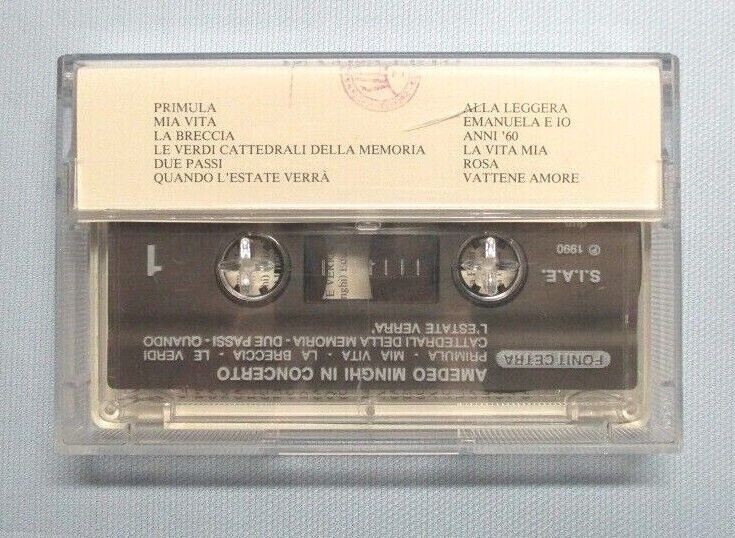 PRIMULA
MIA VITA
LA BRECCIA
LE VERDI CATTEDRALI DELLA MEMORIA
DUE PASSI
QUANDO L'ESTATE VERRÀ
ALLA LEGGERA
EMANUELA E IO
ANNI '60
LA VITA MIA
ROSA
VATTENE AMORE
AMEDEO MINGHI IN CONCERTO
FONIT CETRA
PRIMULA - MIA VITA - LA BRECCIA - LE VERDI
CATTEDRALI DELLA MEMORIA - DUE PASSI - QUANDO
L'ESTATE VERRA'
1
S.I.A.E.
℗ 1990